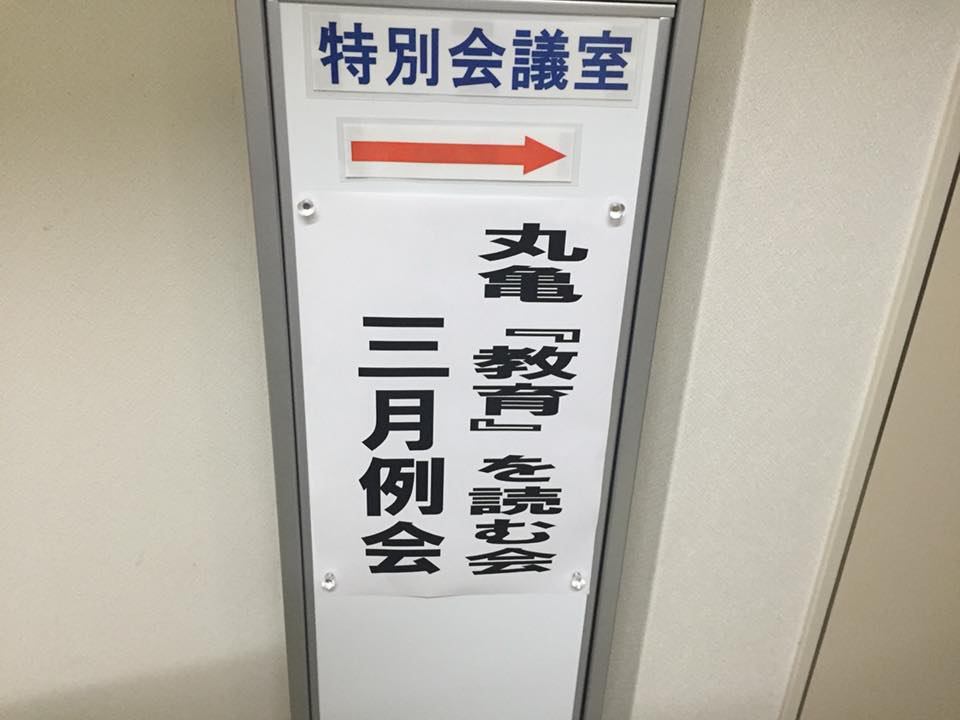 特別会議室
丸亀『教育』を読む会
三月例会